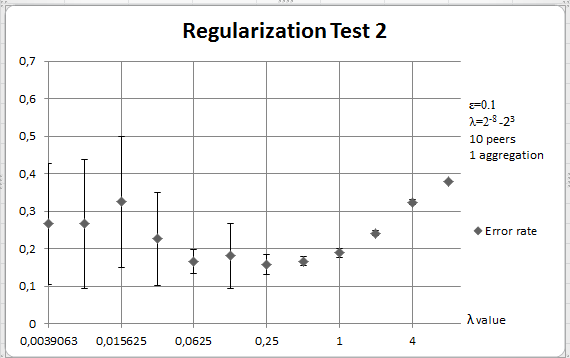 Regularization Test 2
0,7
0,6
0,5
0,4
0,3
0,2
0,1
0
0,0039063 0,015625 0,0625 0,25 1 4
λ value
ε=0.1
λ=2⁻⁸-2³
10 peers
1 aggregation
Error rate